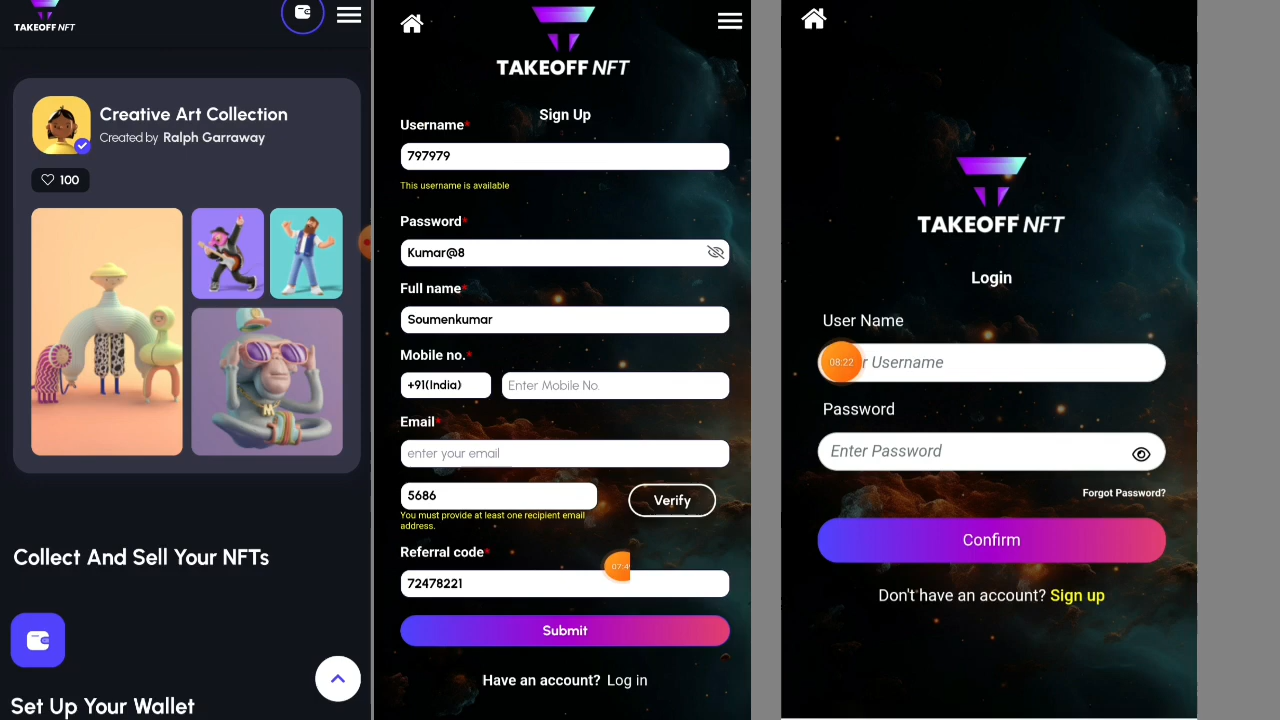 TAKEOFF NFT
Creative Art Collection
Created by Ralph Garraway
100
M
Collect And Sell Your NFTs
Set Up Your Wallet
TAKEOFF NFT
Sign Up
Username*
797979
This username is available
Password*
Kumar@8
Full name*
Soumenkumar
Mobile no.*
+91(India)
Enter Mobile No.
Email*
enter your email
5686
Verify
You must provide at least one recipient email
address.
Referral code*
07:4
72478221
Submit
Have an account? Log in
TAKEOFF NFT
Login
User Name
08:22
r Username
Password
Enter Password
Forgot Password?
Confirm
Don't have an account? Sign up